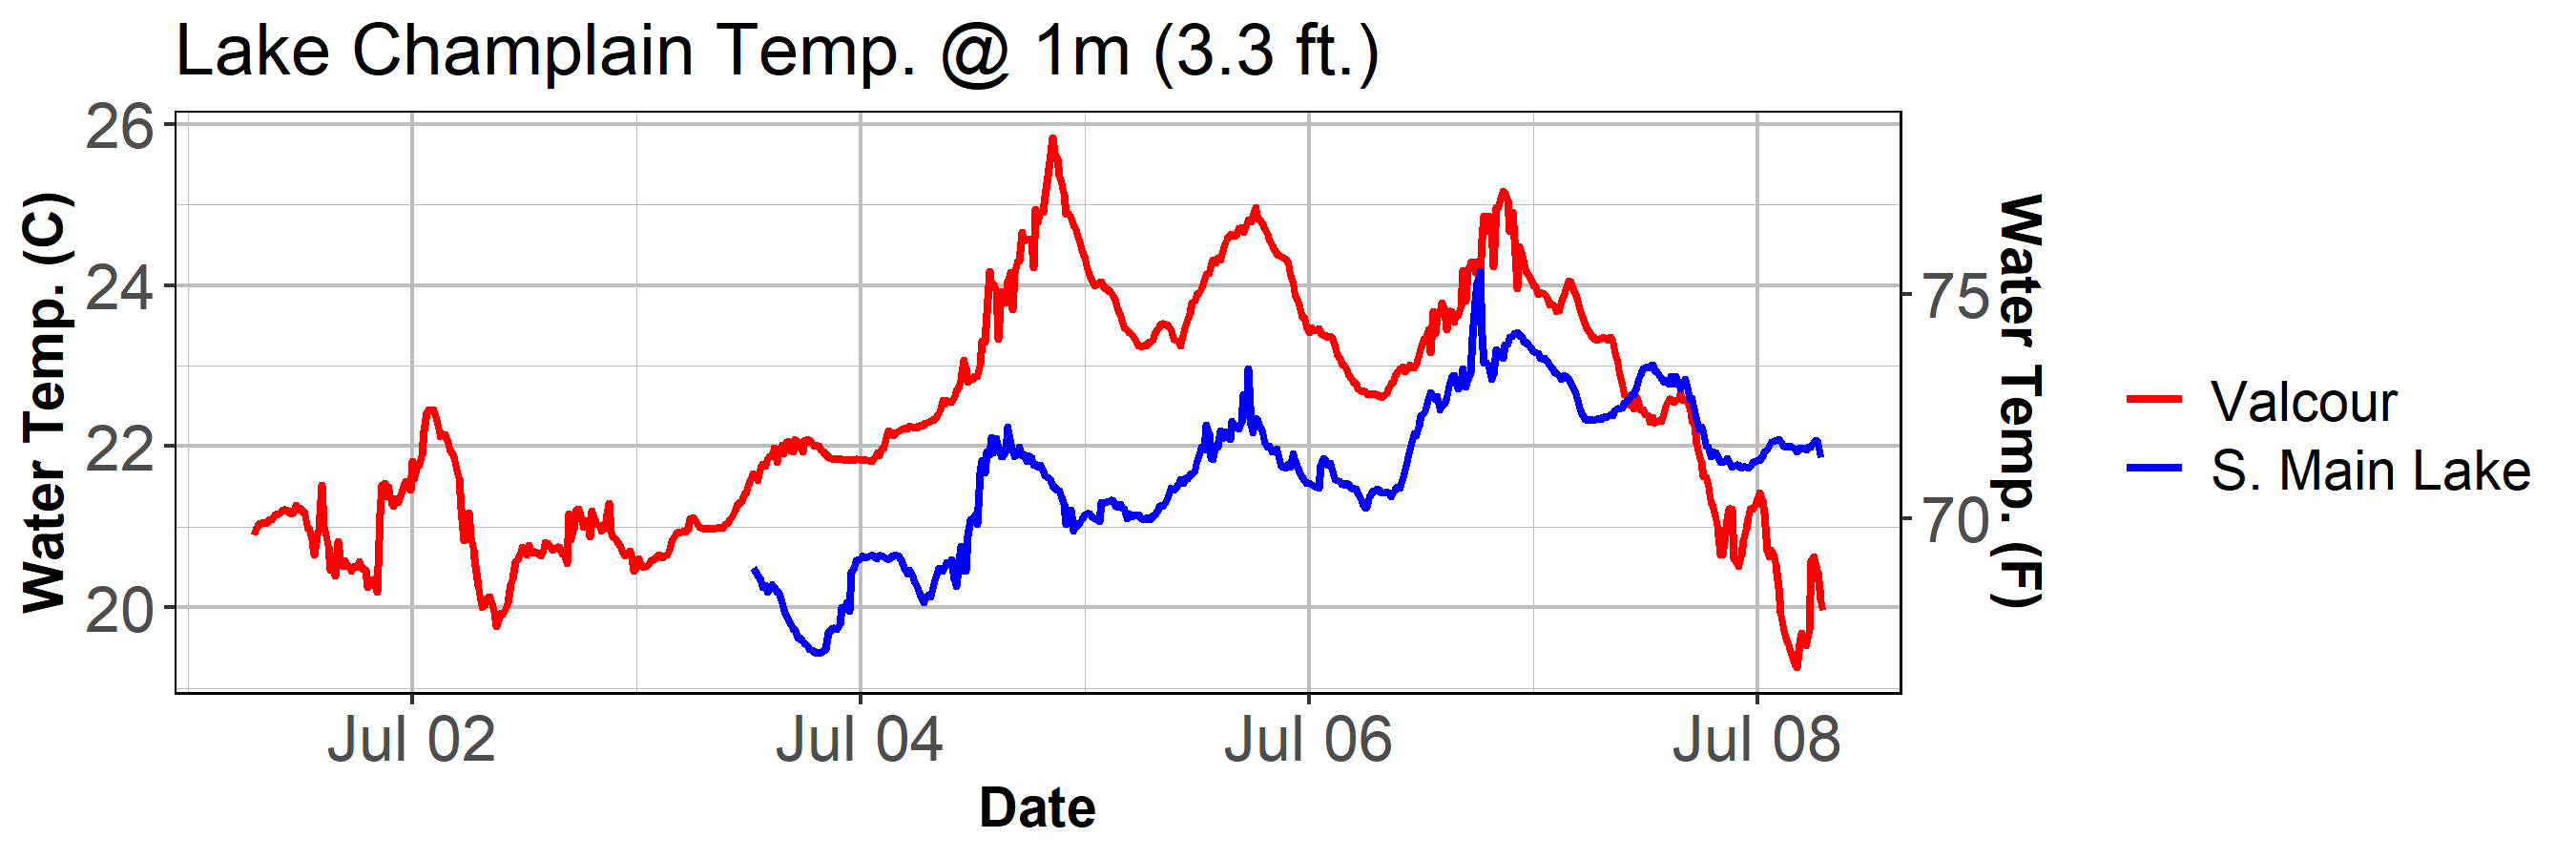 Lake Champlain Temp. @ 1m (3.3 ft.)
Water Temp. (C)
26
24
22
20
Jul 02
Jul 04
Jul 06
Jul 08
Date
75
70
Water Temp. (F)
Valcour
S. Main Lake